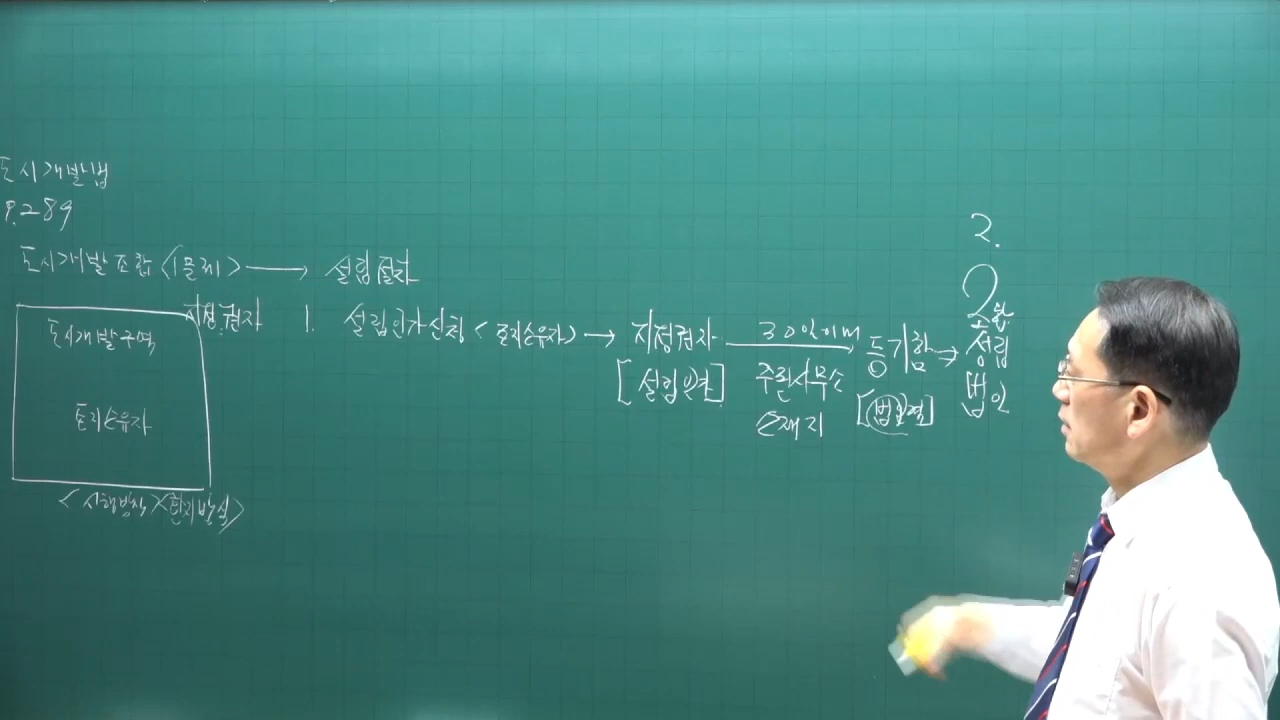 도시개발법
P.289
도시개발조합 <1문제> → 설립절차
지정권자 1. 설립인가신청 <토지소유자> → 지정권자 30일이내 등기함 ⇒
[설립인가] 주된사무소 소재지 [법인격]
2.
조합
성립
법인
도시개발구역
토지소유자
<시행방식> <환지방식>